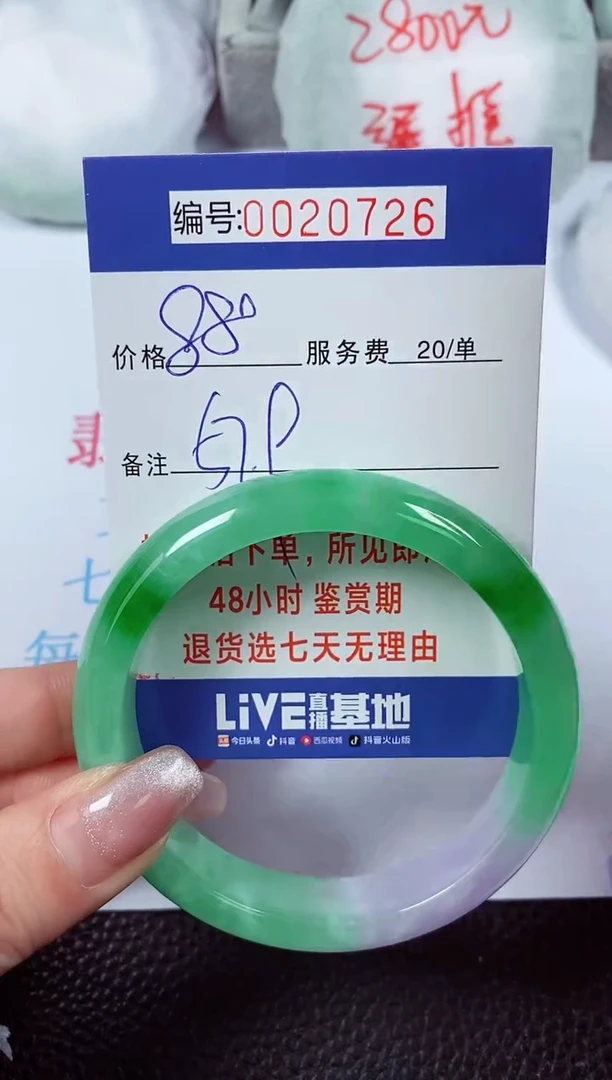 2800元
编号:0020726
价格 880 服务费 20/单
备注
下单，所见即
48小时 鉴赏期
退货选七天无理由
LiVE直播基地
今日头条 抖音 西瓜视频 抖音火山版
七
每